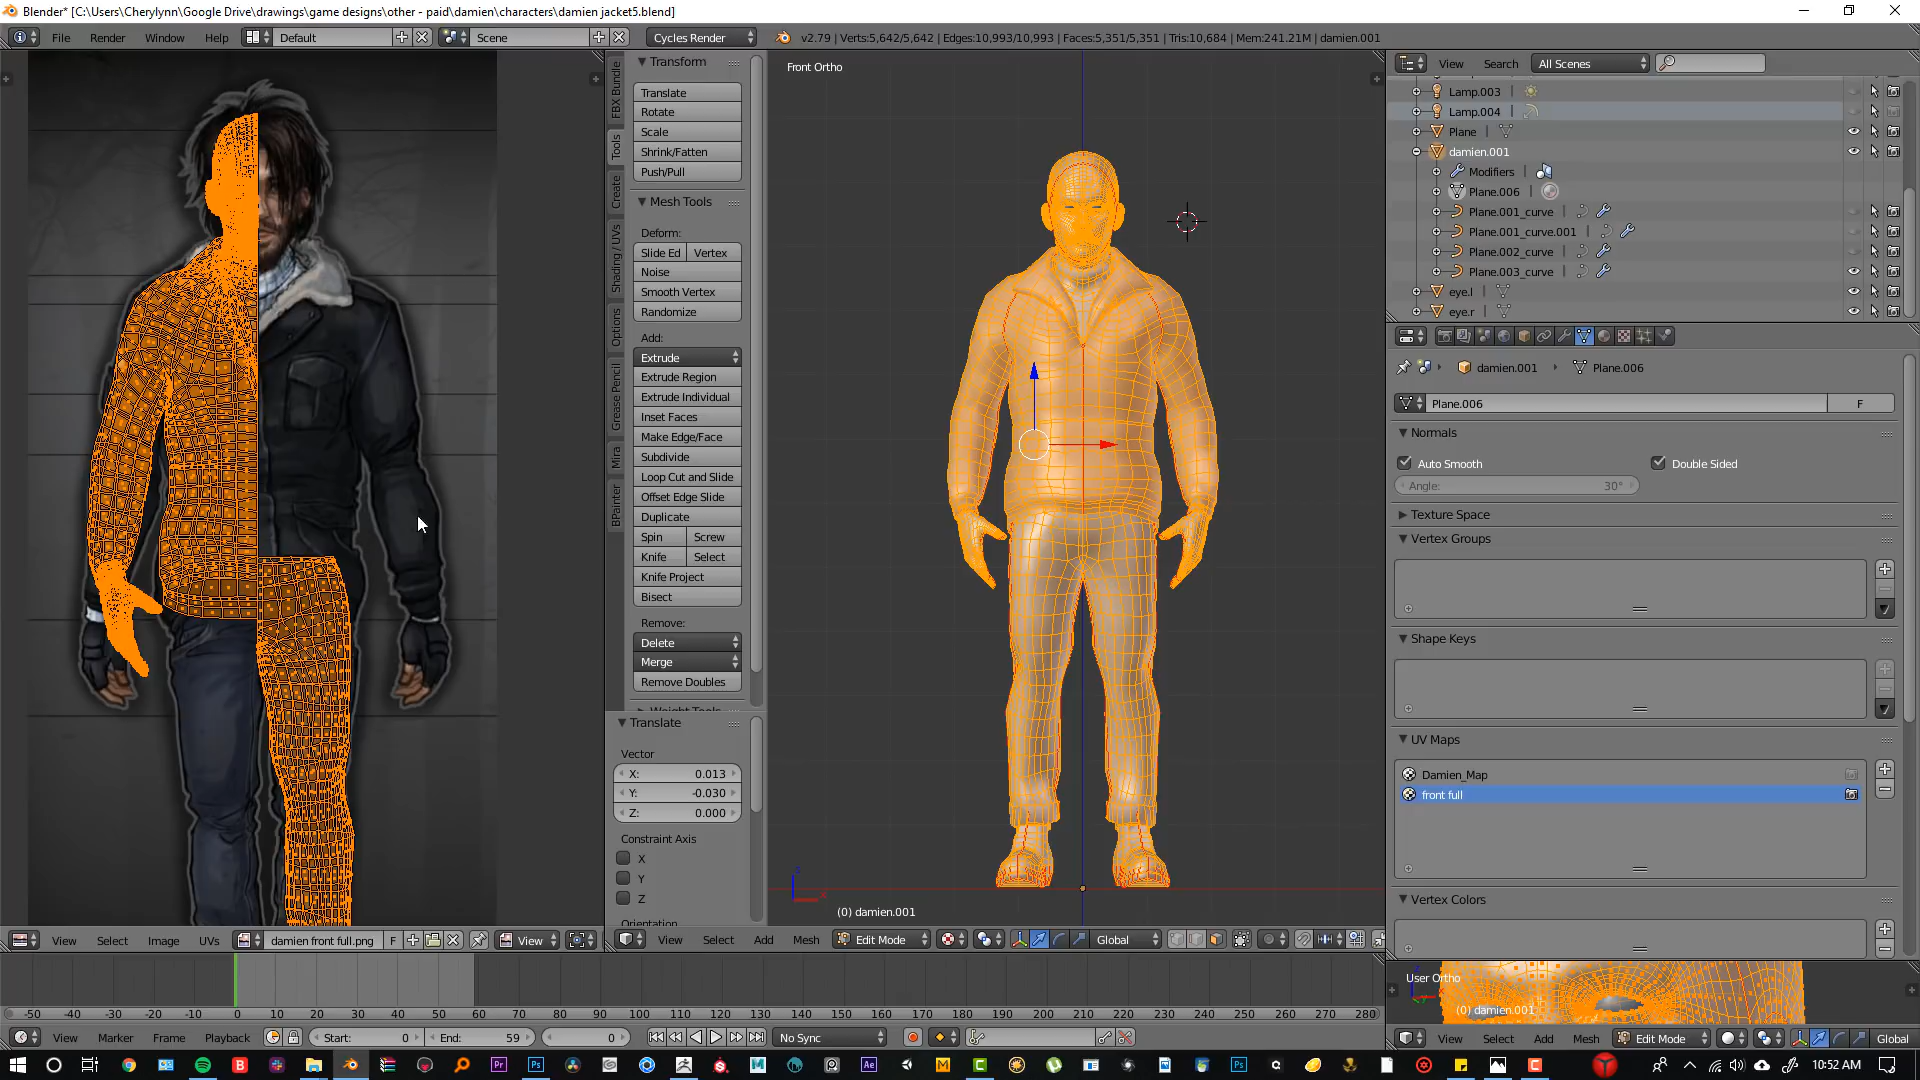 Blender* [C:\Users\Cherylynn\Google Drive\drawings\game designs\other - paid\damien\characters\damien jacket5.blend]
File Render Window Help Default Scene Cycles Render v2.79 | Verts:5,642/5,642 | Edges:10,993/10,993 | Faces:5,351/5,351 | Tris:10,684 | Mem:241.21M | damien.001
FBX Bundle
Tools
Create
Shading / UVs
Options
Grease Pencil
Mira
BPainter
Transform
Translate
Rotate
Scale
Shrink/Fatten
Push/Pull
Mesh Tools
Deform:
Slide Ed Vertex
Noise
Smooth Vertex
Randomize
Add:
Extrude
Extrude Region
Extrude Individual
Inset Faces
Make Edge/Face
Subdivide
Loop Cut and Slide
Offset Edge Slide
Duplicate
Spin Screw
Knife Select
Knife Project
Bisect
Remove:
Delete
Merge
Remove Doubles
Weight Tools
Translate
Vector
X: 0.013
Y: -0.030
Z: 0.000
Constraint Axis
X
Y
Z
Orientation
Front Ortho
(0) damien.001
View Search All Scenes
Lamp.003
Lamp.004
Plane
damien.001
Modifiers
Plane.006
Plane.001_curve
Plane.001_curve.001
Plane.002_curve
Plane.003_curve
eye.l
eye.r
damien.001 Plane.006
Plane.006 F
Normals
Auto Smooth Double Sided
Angle: 30°
Texture Space
Vertex Groups
Shape Keys
UV Maps
Damien_Map
front full
Vertex Colors
View Select Image UVs damien front full.png F View
View Select Add Mesh Edit Mode Global
User Ortho
(0) damien.001
-50 -40 -30 -20 -10 0 10 20 30 40 50 60 70 80 90 100 110 120 130 140 150 160 170 180 190 200 210 220 230 240 250 260 270 280
View Marker Frame Playback Start: 0 End: 59 0 No Sync
View Select Add Mesh Edit Mode Global
10:52 AM